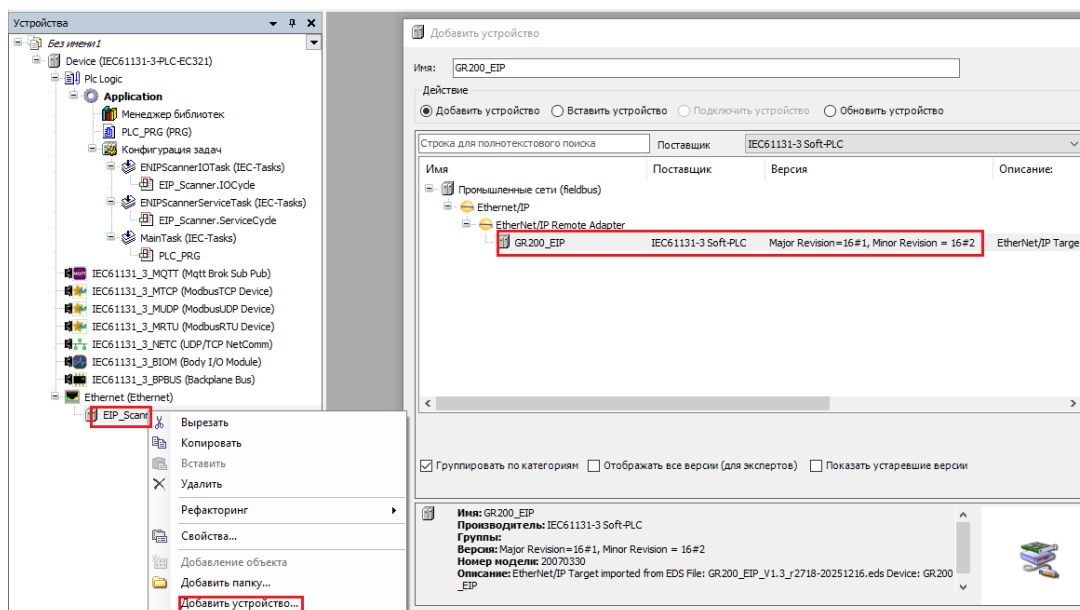 Устройства
Без имени1
Device (IEC61131-3-PLC-EC321)
Plc Logic
Application
Менеджер библиотек
PLC_PRG (PRG)
Конфигурация задач
ENIPScannerIOTask (IEC-Tasks)
EIP_Scanner.IOCycle
ENIPScannerServiceTask (IEC-Tasks)
EIP_Scanner.ServiceCycle
MainTask (IEC-Tasks)
PLC_PRG
IEC61131_3_MQTT (Mqtt Brok Sub Pub)
IEC61131_3_MTCP (ModbusTCP Device)
IEC61131_3_MUDP (ModbusUDP Device)
IEC61131_3_MRTU (ModbusRTU Device)
IEC61131_3_NETC (UDP/TCP NetComm)
IEC61131_3_BIOM (Body I/O Module)
IEC61131_3_BPBUS (Backplane Bus)
Ethernet (Ethernet)
EIP_Scann
Вырезать
Копировать
Вставить
Удалить
Рефакторинг
Свойства...
Добавление объекта
Добавить папку...
Добавить устройство...
Добавить устройство
Имя: GR200_EIP
Действие
Добавить устройство Вставить устройство Подключить устройство Обновить устройство
Строка для полнотекстового поиска Поставщик IEC61131-3 Soft-PLC
Имя Поставщик Версия Описание:
Промышленные сети (fieldbus)
Ethernet/IP
EtherNet/IP Remote Adapter
GR200_EIP IEC61131-3 Soft-PLC Major Revision=16#1, Minor Revision = 16#2 EtherNet/IP Targe
Группировать по категориям Отображать все версии (для экспертов) Показать устаревшие версии
Имя: GR200_EIP
Производитель: IEC61131-3 Soft-PLC
Группы:
Версия: Major Revision=16#1, Minor Revision = 16#2
Номер модели: 20070330
Описание: EtherNet/IP Target imported from EDS File: GR200_EIP_V1.3_r2718-20251216.eds Device: GR200
_EIP